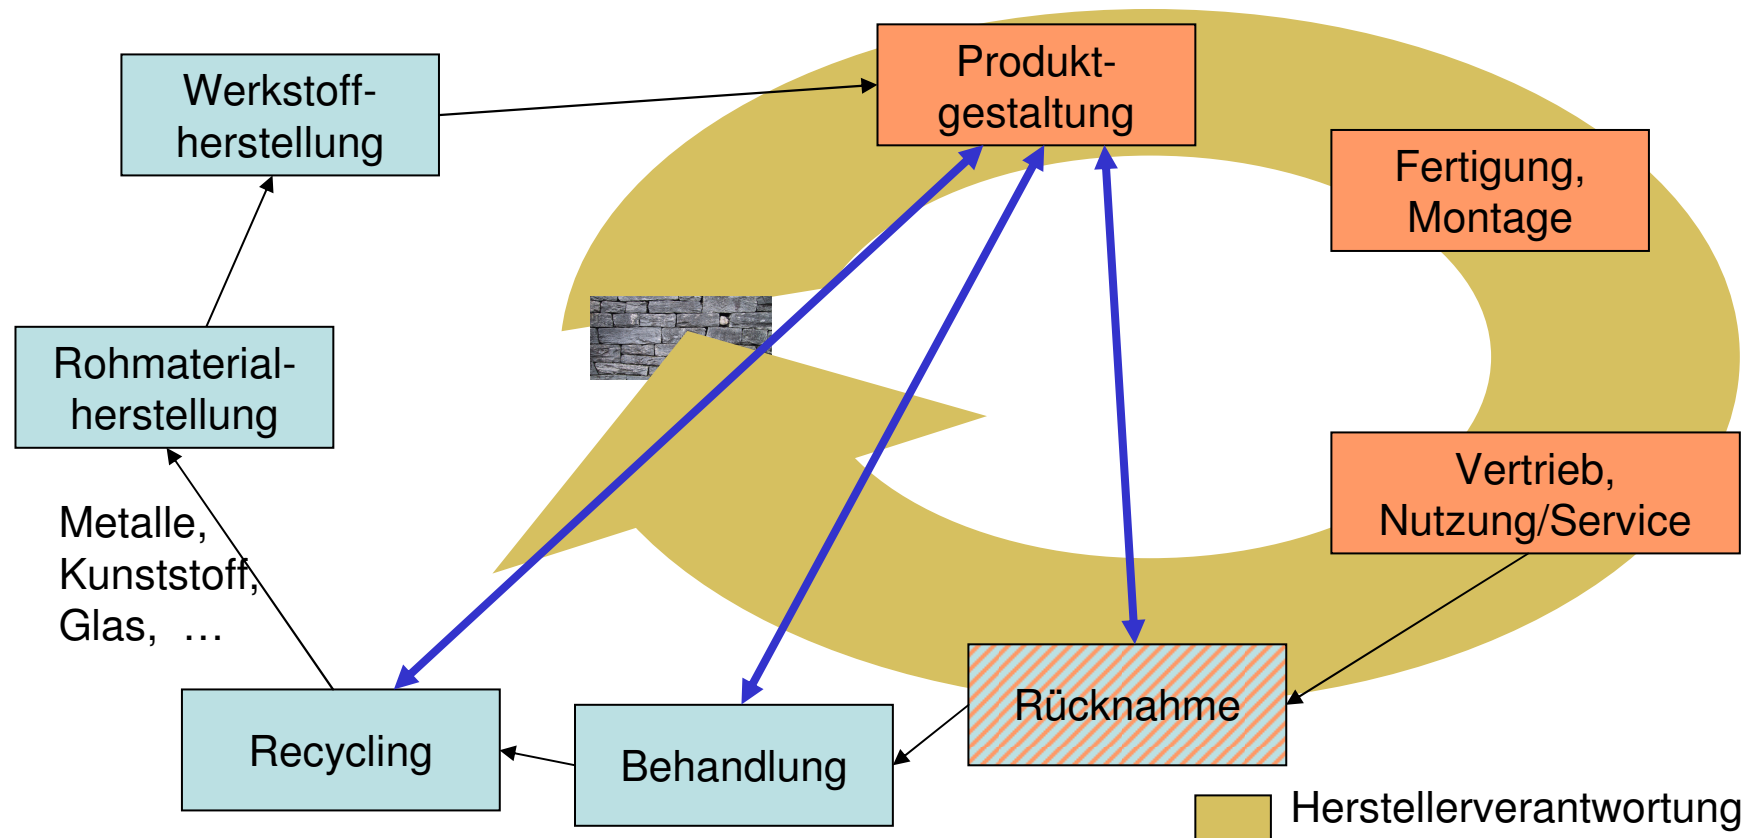 Produkt-
gestaltung
Werkstoff-
herstellung
Fertigung,
Montage
Rohmaterial-
herstellung
Vertrieb,
Nutzung/Service
Metalle,
Kunststoff,
Glas, …
Rücknahme
Recycling
Behandlung
Herstellerverantwortung